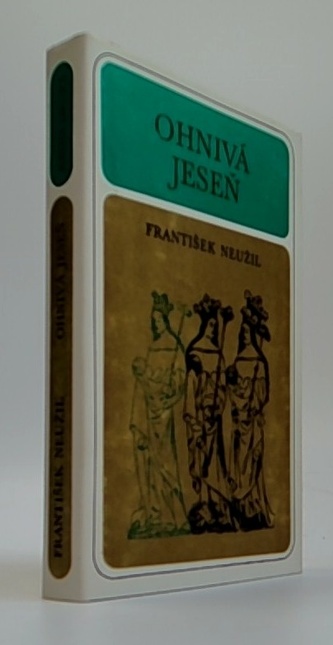 OHNIVÁ
JESEŇ
FRANTIŠEK NEUŽIL
FRANTIŠEK NEUŽIL OHNIVÁ JESEŇ